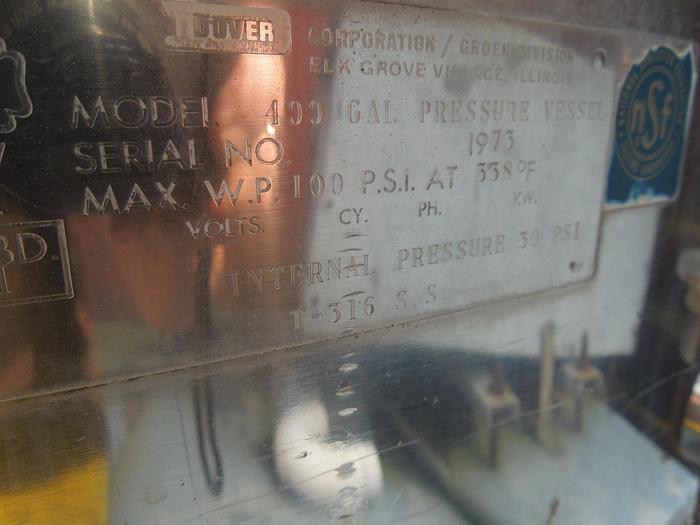 DOVER CORPORATION / GROEN DIVISION
ELK GROVE VILLAGE, ILLINOIS
MODEL 400 GAL PRESSURE VESSEL
SERIAL NO. 1973
MAX. W.P. 100 P.S.I. AT 338°F
VOLTS. CY. PH. KW.
INTERNAL PRESSURE 30 PSI
T-316 S.S.
BD.
nsf